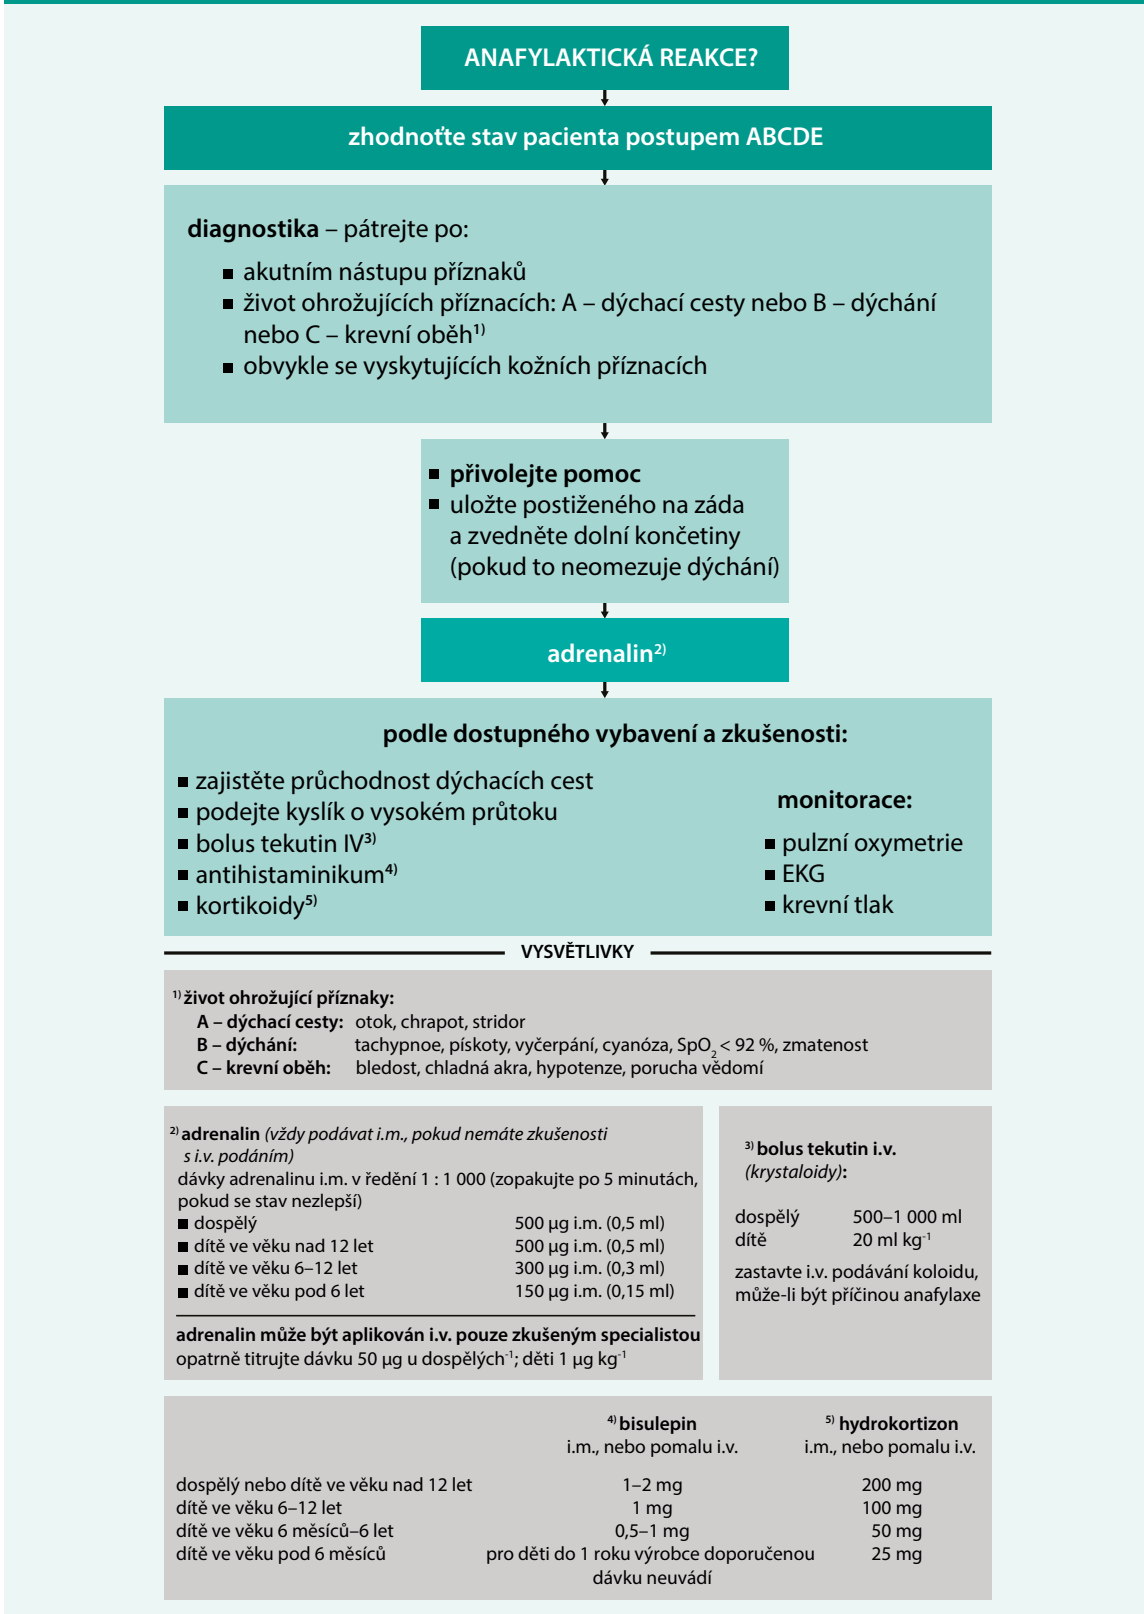 ANAFYLAKTICKÁ REAKCE?
zhodnoťte stav pacienta postupem ABCDE
diagnostika – pátrejte po:
■ akutním nástupu příznaků
■ život ohrožujících příznacích: A – dýchací cesty nebo B – dýchání
nebo C – krevní oběh¹⁾
■ obvykle se vyskytujících kožních příznacích
■ přivolejte pomoc
■ uložte postiženého na záda
a zvedněte dolní končetiny
(pokud to neomezuje dýchání)
adrenalin²⁾
podle dostupného vybavení a zkušenosti:
■ zajistěte průchodnost dýchacích cest
■ podejte kyslík o vysokém průtoku
■ bolus tekutin IV³⁾
■ antihistaminikum⁴⁾
■ kortikoidy⁵⁾
monitorace:
■ pulzní oxymetrie
■ EKG
■ krevní tlak
VYSVĚTLIVKY
¹⁾ život ohrožující příznaky:
A – dýchací cesty: otok, chrapot, stridor
B – dýchání: tachypnoe, pískoty, vyčerpání, cyanóza, SpO₂ < 92 %, zmatenost
C – krevní oběh: bledost, chladná akra, hypotenze, porucha vědomí
²⁾ adrenalin (vždy podávat i.m., pokud nemáte zkušenosti
s i.v. podáním)
dávky adrenalinu i.m. v ředění 1 : 1 000 (zopakujte po 5 minutách,
pokud se stav nezlepší)
■ dospělý 500 µg i.m. (0,5 ml)
■ dítě ve věku nad 12 let 500 µg i.m. (0,5 ml)
■ dítě ve věku 6–12 let 300 µg i.m. (0,3 ml)
■ dítě ve věku pod 6 let 150 µg i.m. (0,15 ml)
adrenalin může být aplikován i.v. pouze zkušeným specialistou
opatrně titrujte dávku 50 µg u dospělých⁻¹; děti 1 µg kg⁻¹
³⁾ bolus tekutin i.v.
(krystaloidy):
dospělý 500–1 000 ml
dítě 20 ml kg⁻¹
zastavte i.v. podávání koloidu,
může-li být příčinou anafylaxe
⁴⁾ bisulepin ⁵⁾ hydrokortizon
i.m., nebo pomalu i.v. i.m., nebo pomalu i.v.
dospělý nebo dítě ve věku nad 12 let 1–2 mg 200 mg
dítě ve věku 6–12 let 1 mg 100 mg
dítě ve věku 6 měsíců–6 let 0,5–1 mg 50 mg
dítě ve věku pod 6 měsíců pro děti do 1 roku výrobce doporučenou 25 mg
dávku neuvádí